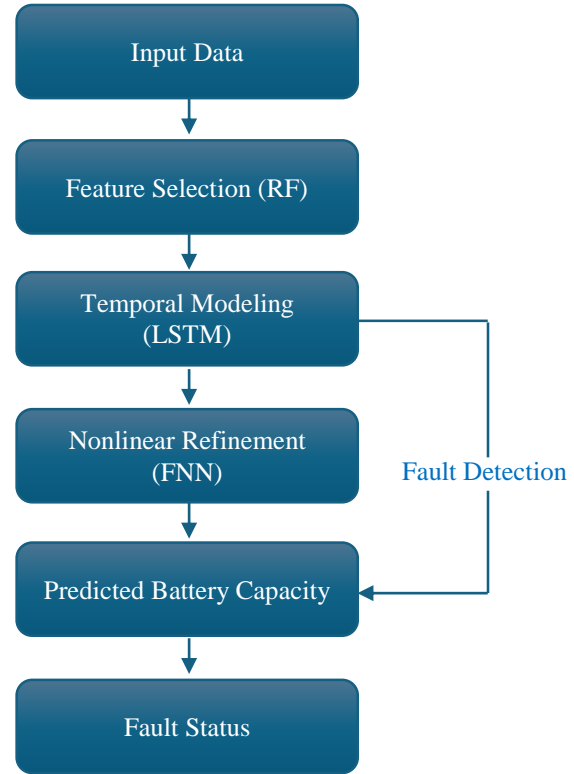 Input Data
Feature Selection (RF)
Temporal Modeling
(LSTM)
Nonlinear Refinement
(FNN)
Fault Detection
Predicted Battery Capacity
Fault Status